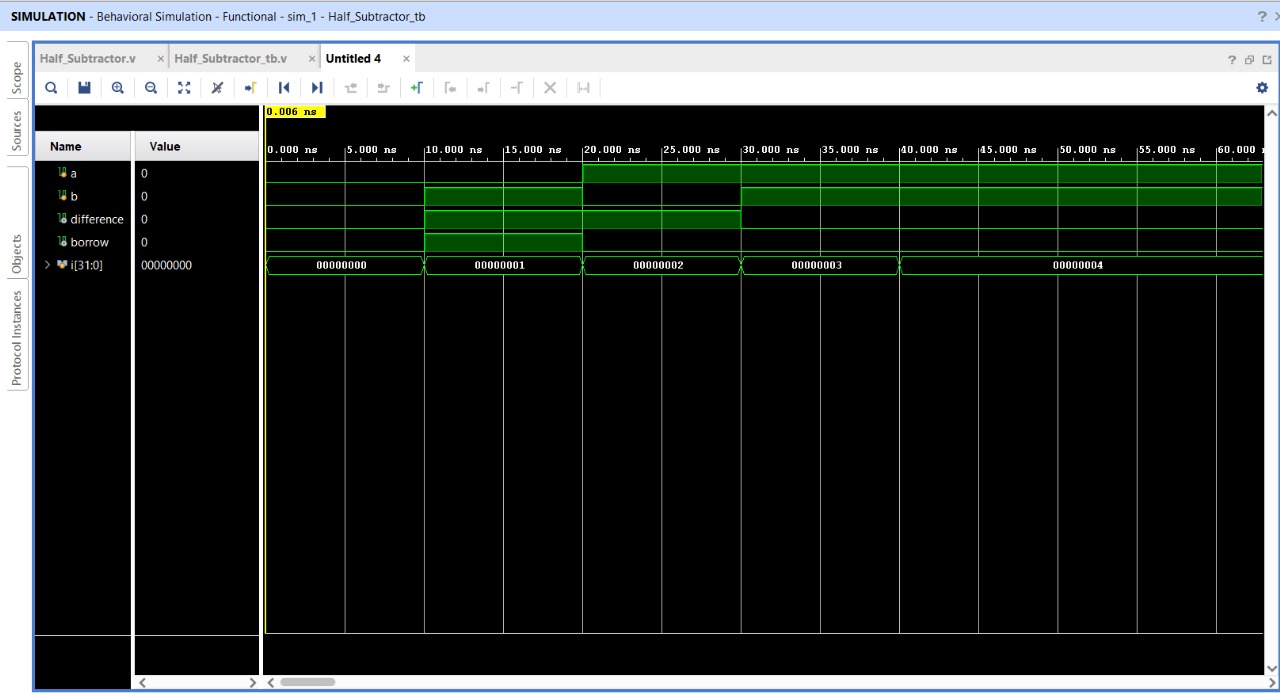 SIMULATION - Behavioral Simulation - Functional - sim_1 - Half_Subtractor_tb ?
Half_Subtractor.v × Half_Subtractor_tb.v × Untitled 4 × ?
Scope
Sources
Objects
Protocol Instances
0.006 ns
Name Value
0.000 ns 5.000 ns 10.000 ns 15.000 ns 20.000 ns 25.000 ns 30.000 ns 35.000 ns 40.000 ns 45.000 ns 50.000 ns 55.000 ns 60.000
a 0
b 0
difference 0
borrow 0
i[31:0] 00000000 00000000 00000001 00000002 00000003 00000004